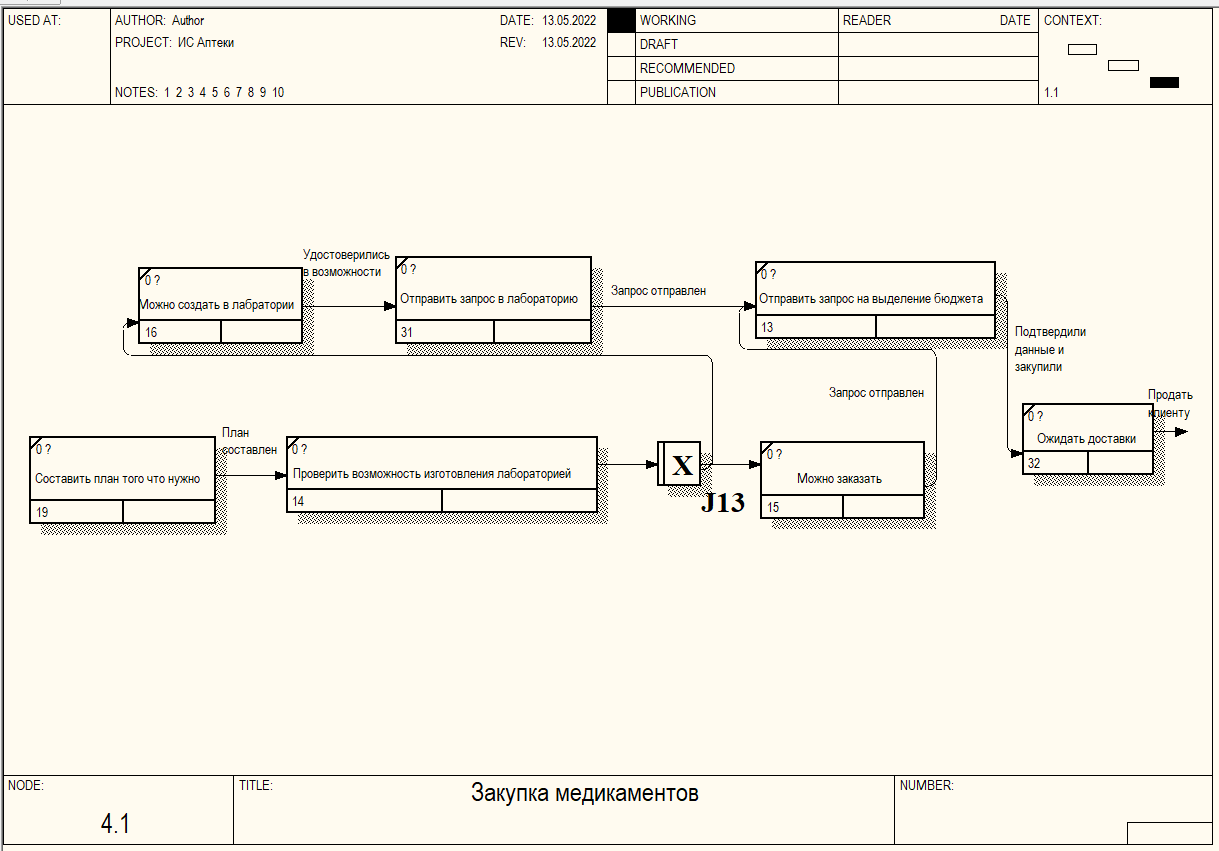 USED AT:
AUTHOR: Author
DATE: 13.05.2022
PROJECT: ИС Аптеки
REV: 13.05.2022
NOTES: 1 2 3 4 5 6 7 8 9 10
WORKING
DRAFT
RECOMMENDED
PUBLICATION
READER DATE
CONTEXT:
1.1
0 ?
Можно создать в лабратории
16
Удостоверились
в возможности
0 ?
Отправить запрос в лабораторию
31
Запрос отправлен
0 ?
Отправить запрос на выделение бюджета
13
Подтвердили
данные и
закупили
Запрос отправлен
Продать
клиенту
0 ?
Ожидать доставки
32
0 ?
Составить план того что нужно
19
План
составлен
0 ?
Проверить возможность изготовления лабораторией
14
X
J13
0 ?
Можно заказать
15
NODE:
4.1
TITLE:
Закупка медикаментов
NUMBER: